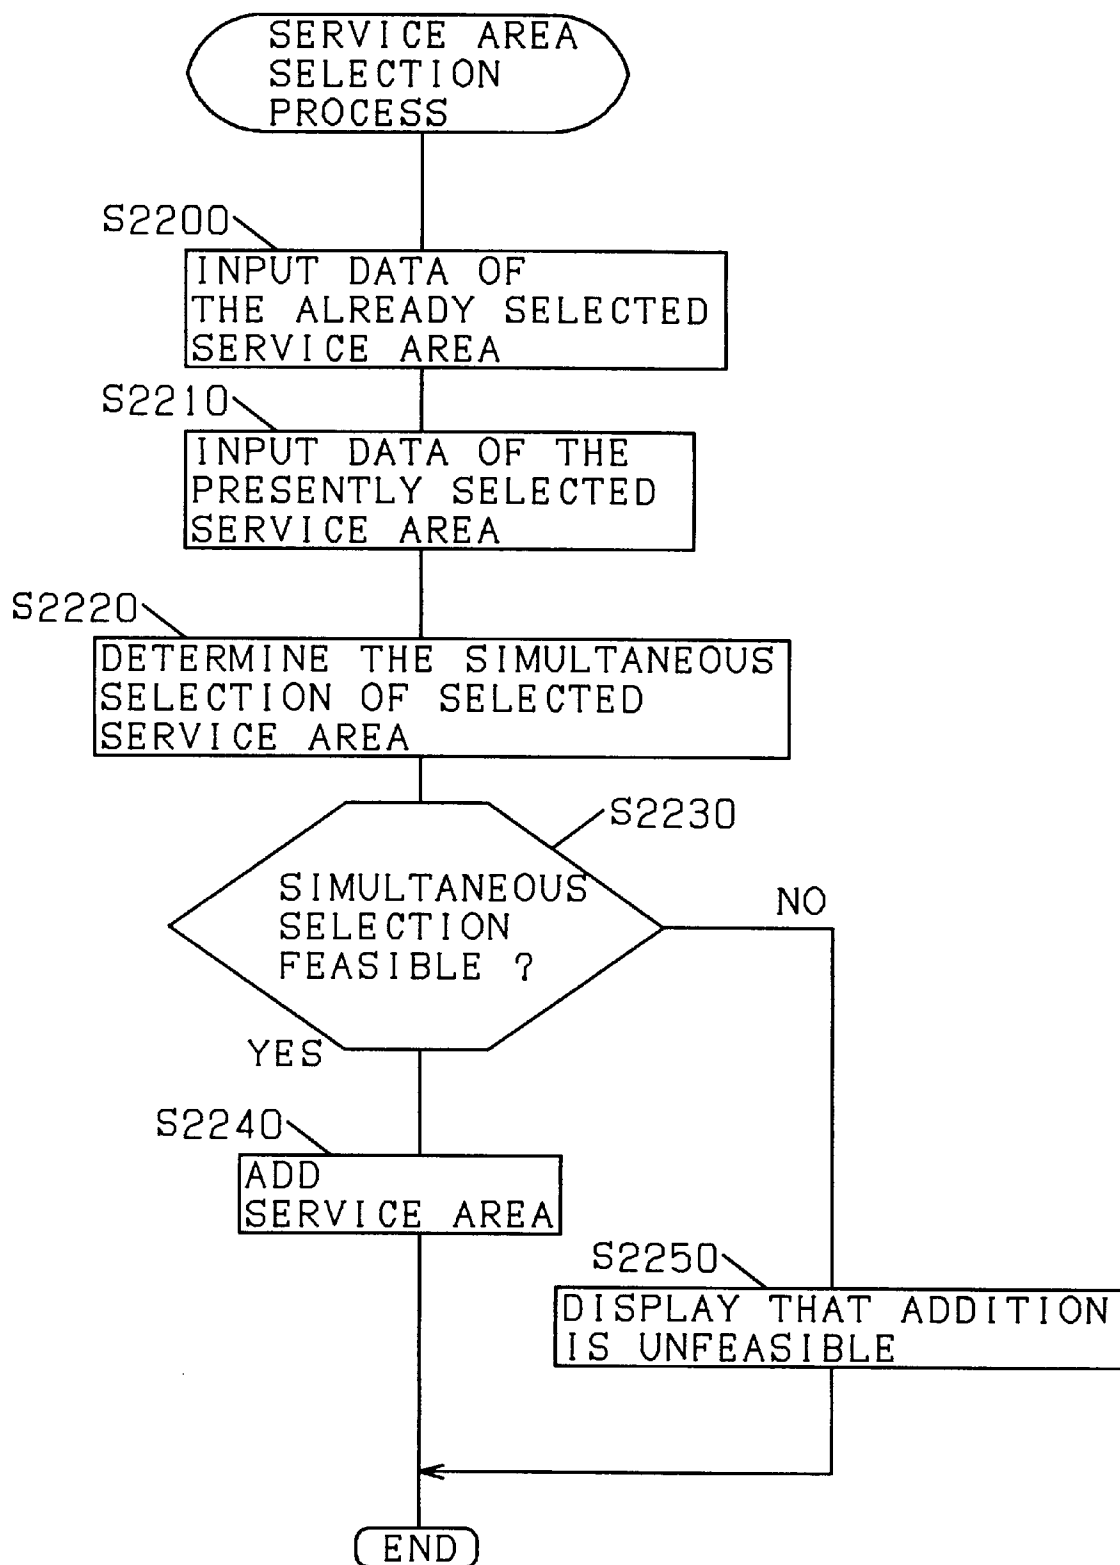 SERVICE AREA
SELECTION
PROCESS
S2200
INPUT DATA OF
THE ALREADY SELECTED
SERVICE AREA
S2210
INPUT DATA OF THE
PRESENTLY SELECTED
SERVICE AREA
S2220
DETERMINE THE SIMULTANEOUS
SELECTION OF SELECTED
SERVICE AREA
S2230
SIMULTANEOUS
SELECTION
FEASIBLE ?
NO
YES
S2240
ADD
SERVICE AREA
S2250
DISPLAY THAT ADDITION
IS UNFEASIBLE
END